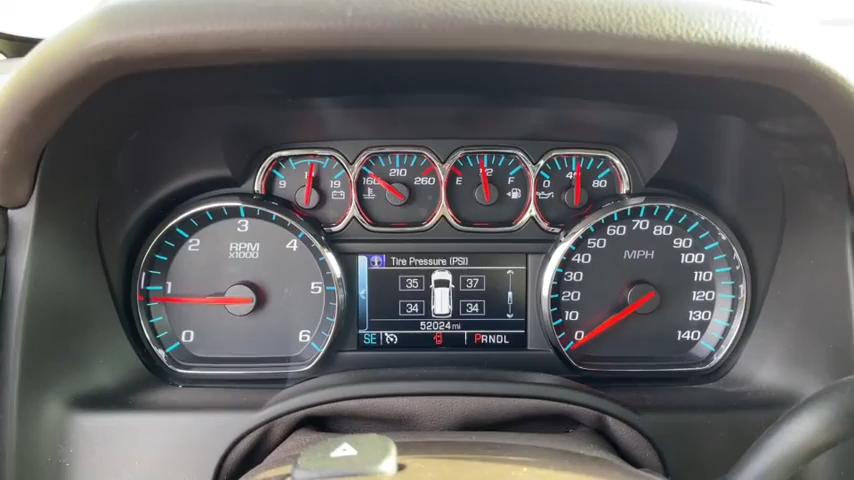 9 19
160 210 260
E 1/2 F
0 40 80
RPM
x1000
0 1 2 3 4 5 6
Tire Pressure (PSI)
35 37
34 34
52024 mi
SE PRNDL
MPH
0 10 20 30 40 50 60 70 80 90 100 110 120 130 140